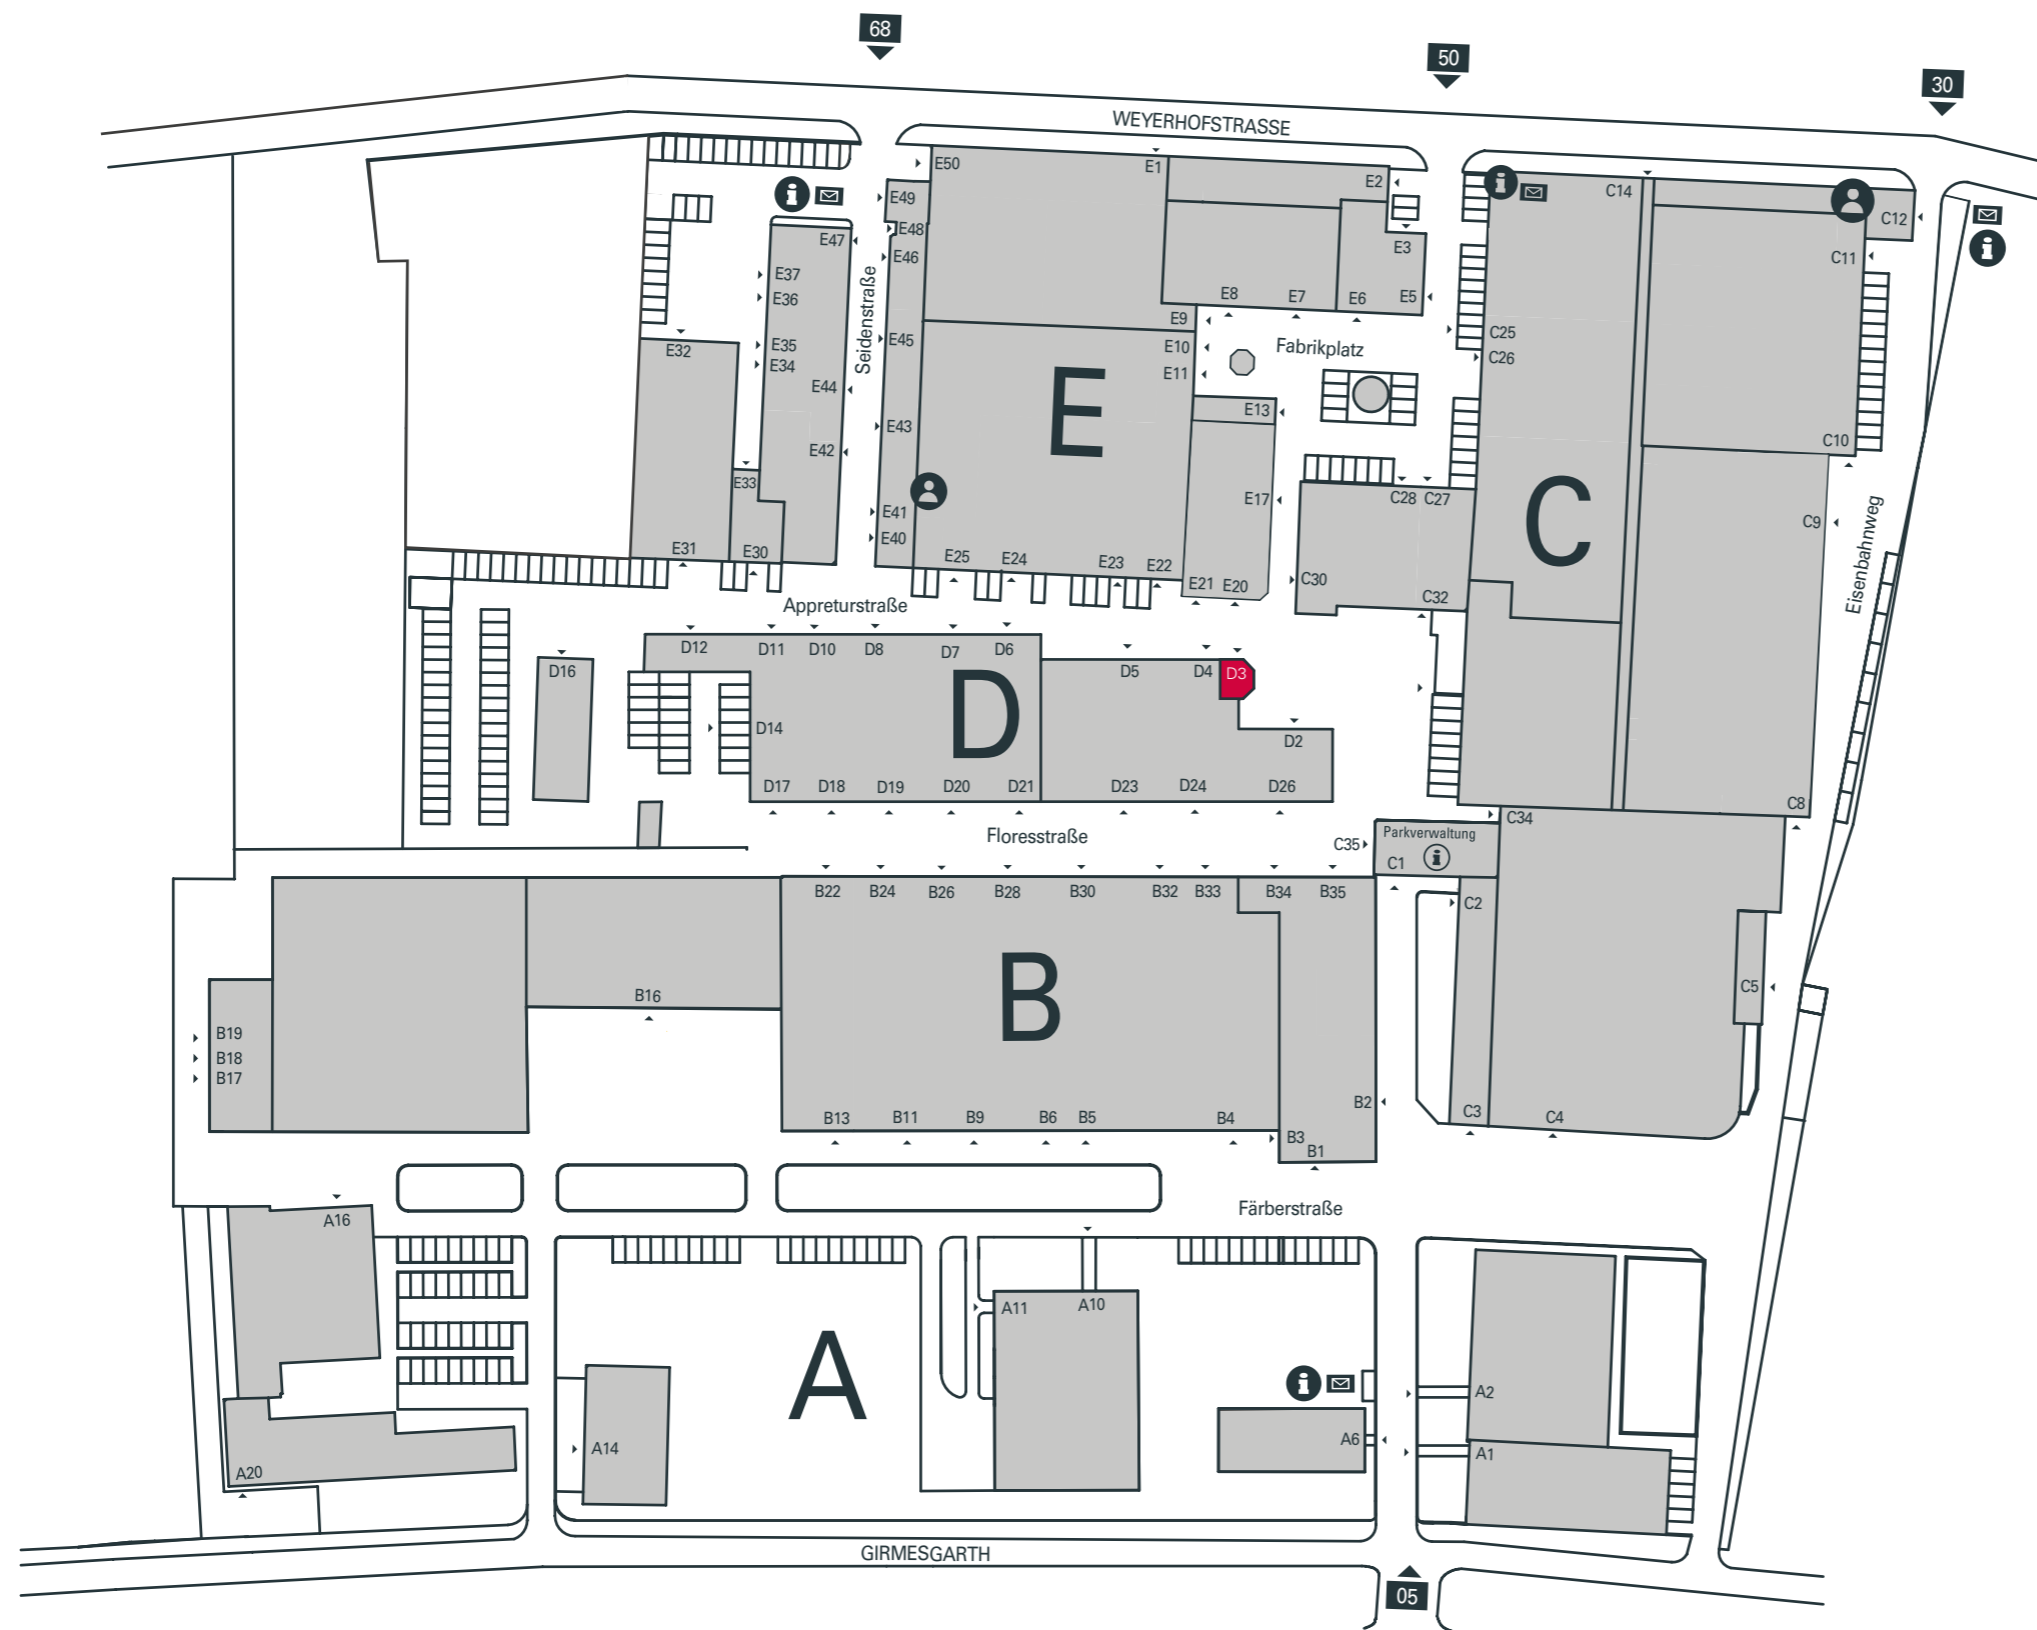 68
50
30
WEYERHOFSTRASSE
E50
E1
E2
C14
E49
C12
E48
E47
E46
E3
C11
E37
E36
E8
E7
E6
E5
E9
E35
E34
E32
E45
E10
E11
Fabrikplatz
C25
C26
Seidenstraße
E44
E13
E
E43
E42
C10
E33
E17
C28
C27
C
C9
E41
E40
E31
E30
E25
E24
E23
E22
E21
E20
C30
C32
Eisenbahnweg
Appreturstraße
D12
D11
D10
D8
D7
D6
D16
D5
D4
D3
D
D14
D2
D17
D18
D19
D20
D21
D23
D24
D26
C8
C34
Floresstraße
C35
Parkverwaltung
C1
B22
B24
B26
B28
B30
B32
B33
B34
B35
C2
B
B16
C5
B19
B18
B17
B13
B11
B9
B6
B5
B4
B2
B3
B1
C3
C4
Färberstraße
A16
A11
A10
A
A2
A14
A6
A1
A20
GIRMESGARTH
05